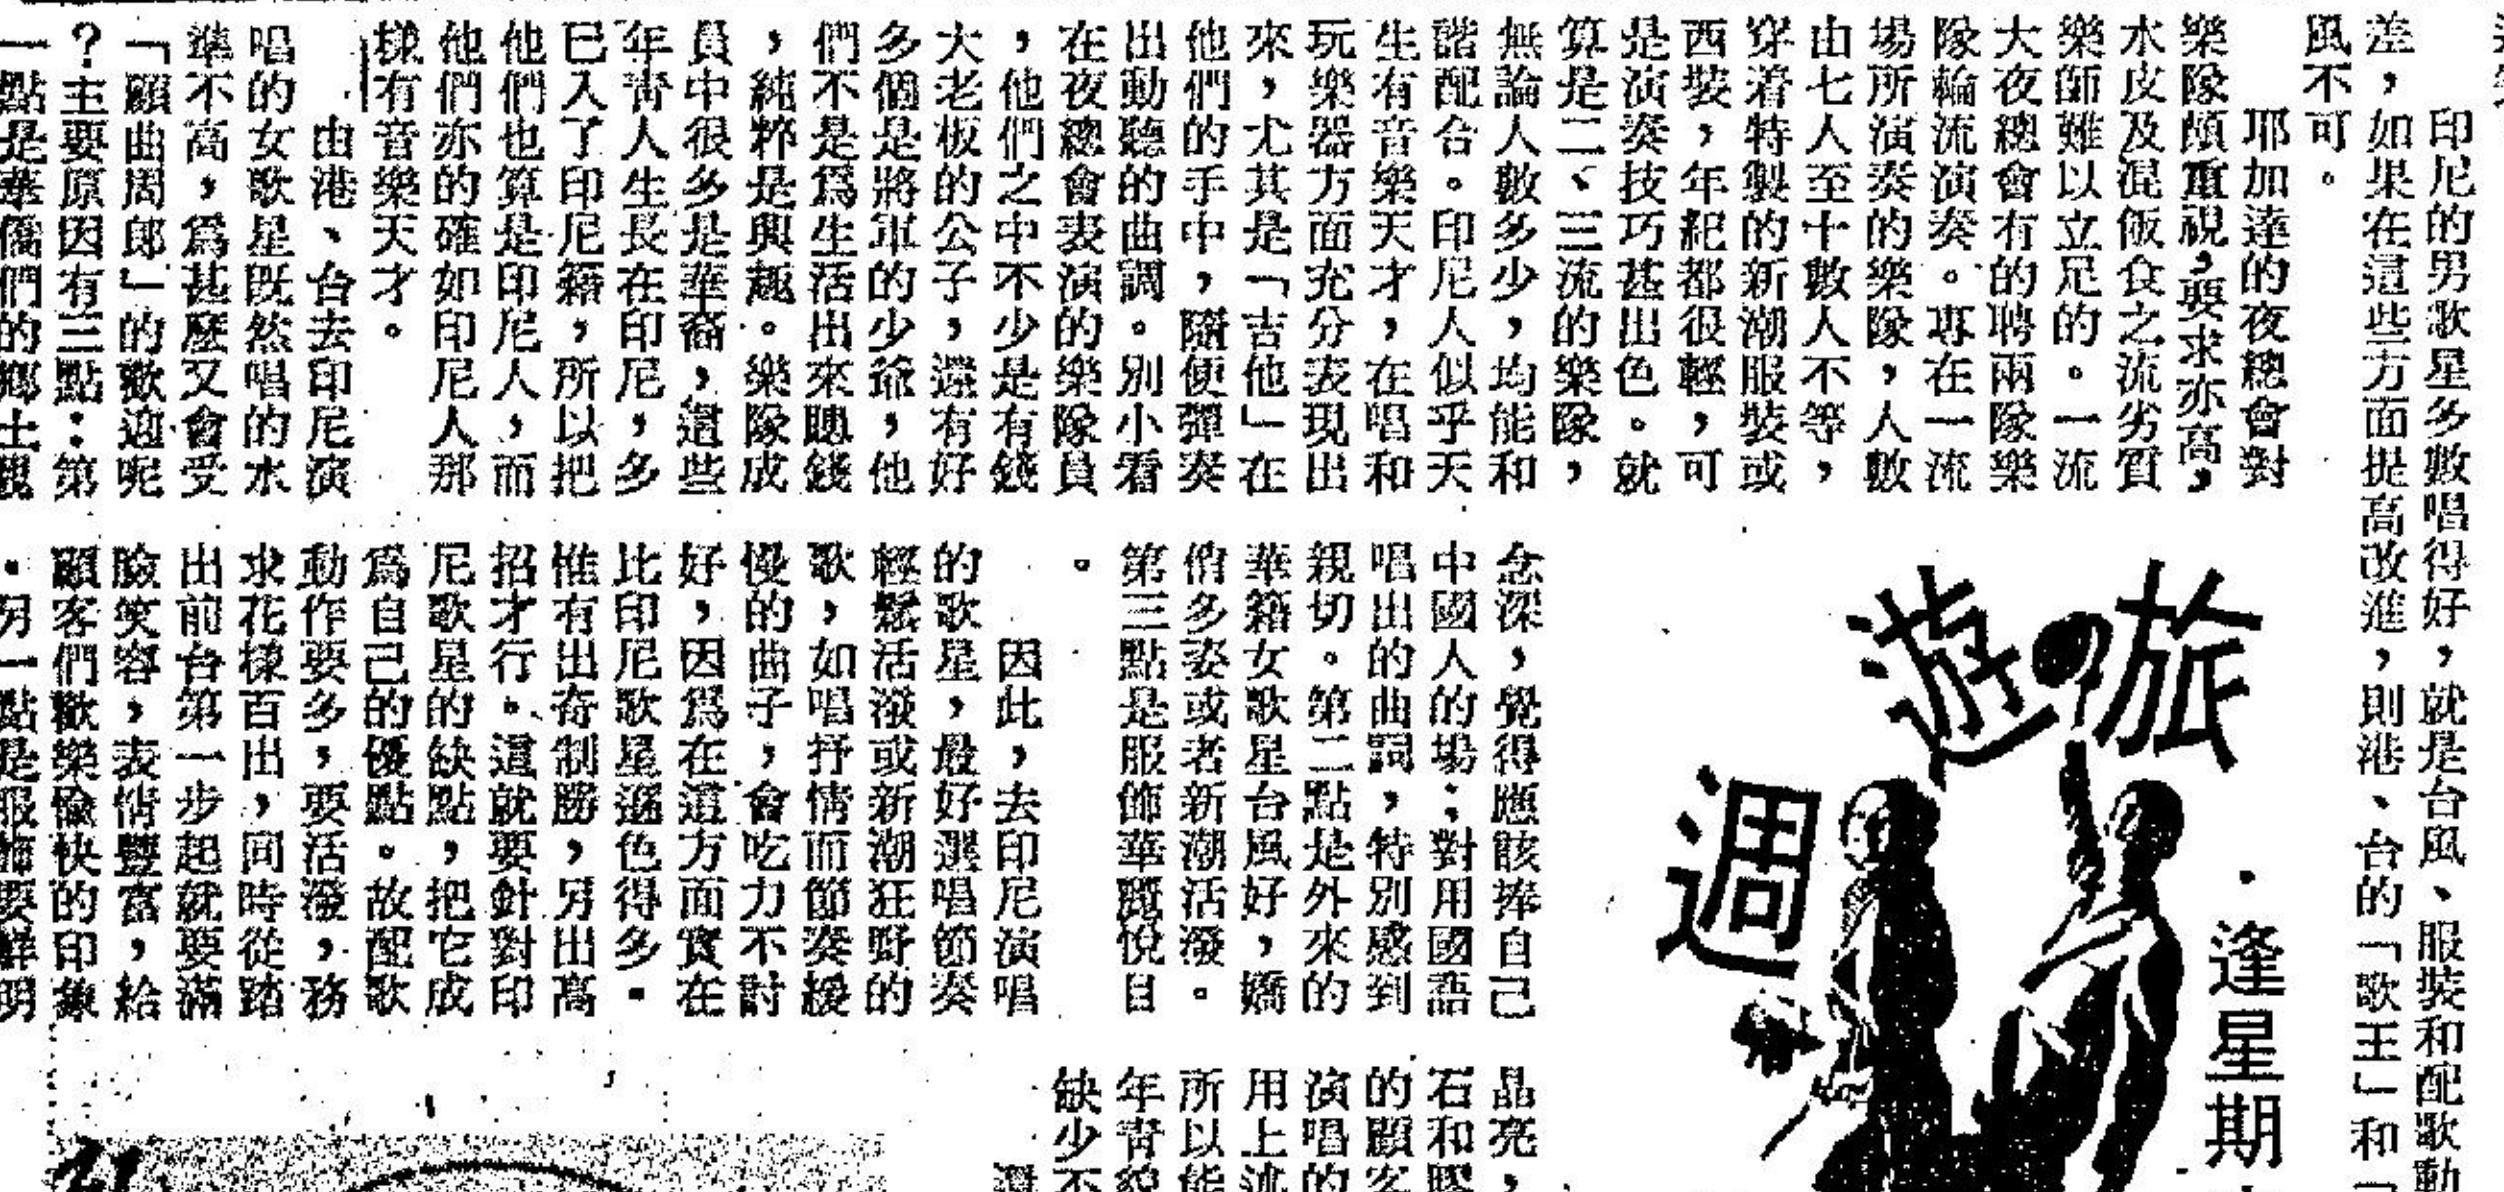 印尼的男歌星多數唱得好，就是台風、服裝和配歌動
差，如果在這些方面提高改進，則港、台的「歌王」和「
風不可。
耶加達的夜總會對
樂隊頗重視，要求亦高，
水皮及混飯食之流劣質
樂師難以立足的。一流
大夜總會有的聘兩隊樂
隊輪流演奏。專在一流
場所演奏的樂隊，人數
由七人至十數人不等，
穿着特製的新潮服裝或
西裝，年紀都很輕，可
是演奏技巧甚出色。就
算是二、三流的樂隊，
無論人數多少，均能和
諧配合。印尼人似乎天
生有音樂天才，在唱和
玩樂器方面充分表現出
來，尤其是「吉他」在
他們的手中，隨便彈奏
出動聽的曲調。別小看
在夜總會表演的樂隊員
，他們之中不少是有錢
大老板的公子，還有好
多個是將軍的少爺，他
們不是爲生活出來賺錢
，純粹是興趣。樂隊成
員中很多是華裔，這些
年青人生長在印尼，多
已入了印尼籍，所以把
他們也算是印尼人，而
他們亦的確如印尼人那
樣有音樂天才。
由港、台去印尼演
唱的女歌星既然唱的水
準不高，爲甚麼又會受
「顧曲周郎」的歡迎呢
？主要原因有三點：第
一點是華僑們的鄉土觀
念深，覺得應該捧自己
中國人的場；對用國語
唱出的曲詞，特別感到
親切。第二點是外來的
華籍女歌星台風好，嬌
俏多姿或者新潮活潑。
第三點是服飾華麗悅目
。
因此，去印尼演唱
的歌星，最好選唱節奏
輕鬆活潑或新潮狂野的
歌，如唱抒情而節奏緩
慢的曲子，會吃力不討
好，因爲在這方面實在
比印尼歌星遜色得多。
惟有出奇制勝，另出高
招才行。這就要針對印
尼歌星的缺點，把它成
爲自己的優點。故配歌
動作要多，要活潑，務
求花樣百出，同時從踏
出前台第一步起就要滿
臉笑容，表情豐富，給
顧客們歡樂愉快的印象
。另一點是服飾要鮮明
晶亮，
石和膠
的顧客
演唱的
用上流
所以能
年青貌
缺少不
還
旅遊週
·逢星期